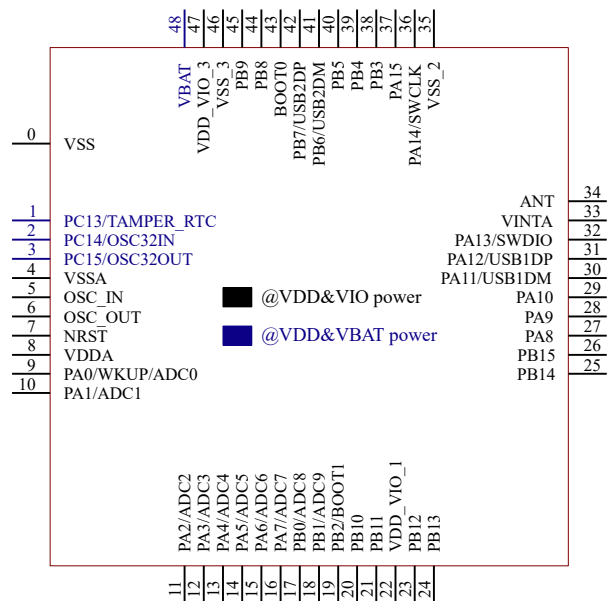 48 VBAT
47 VDD_VIO_3
46 VSS_3
45 PB9
44 PB8
43 BOOT0
42 PB7/USB2DP
41 PB6/USB2DM
40 PB5
39 PB4
38 PB3
37 PA15
36 PA14/SWCLK
35 VSS_2
0 VSS
1 PC13/TAMPER_RTC
2 PC14/OSC32IN
3 PC15/OSC32OUT
4 VSSA
5 OSC_IN
6 OSC_OUT
7 NRST
8 VDDA
9 PA0/WKUP/ADC0
10 PA1/ADC1
@VDD&VIO power
@VDD&VBAT power
ANT 34
VINTA 33
PA13/SWDIO 32
PA12/USB1DP 31
PA11/USB1DM 30
PA10 29
PA9 28
PA8 27
PB15 26
PB14 25
PA2/ADC2 11
PA3/ADC3 12
PA4/ADC4 13
PA5/ADC5 14
PA6/ADC6 15
PA7/ADC7 16
PB0/ADC8 17
PB1/ADC9 18
PB2/BOOT1 19
PB10 20
PB11 21
VDD_VIO_1 22
PB12 23
PB13 24